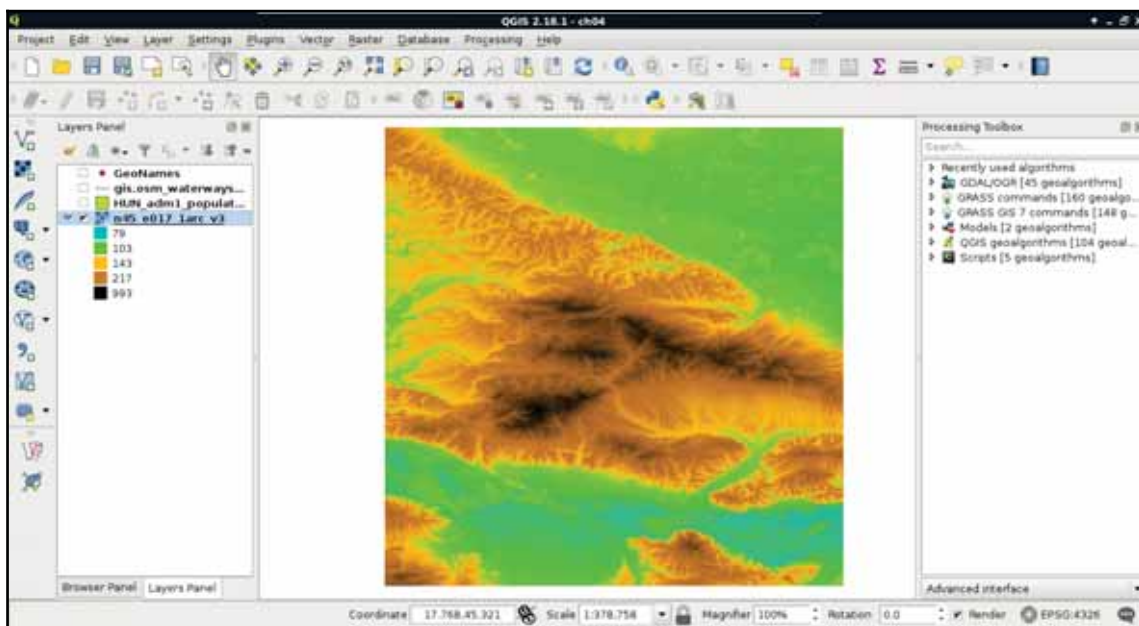 QGIS 2.18.1 - ch04
Project Edit View Layer Settings Plugins Vector Raster Database Processing Help
Layers Panel
GeoNames
gis.osm_waterways...
HUN_adm1_populat...
n45_e017_1arc_v3
79
103
143
217
993
Browser Panel Layers Panel
Processing Toolbox
Search...
Recently used algorithms
GDAL/OGR [45 geoalgorithms]
GRASS commands [160 geoalgo...
GRASS GIS 7 commands [148 g...
Models [2 geoalgorithms]
QGIS geoalgorithms [104 geoal...
Scripts [5 geoalgorithms]
Advanced interface
Coordinate 17.768,45.321 Scale 1:378.758 Magnifier 100% Rotation 0.0 Render EPSG:4326